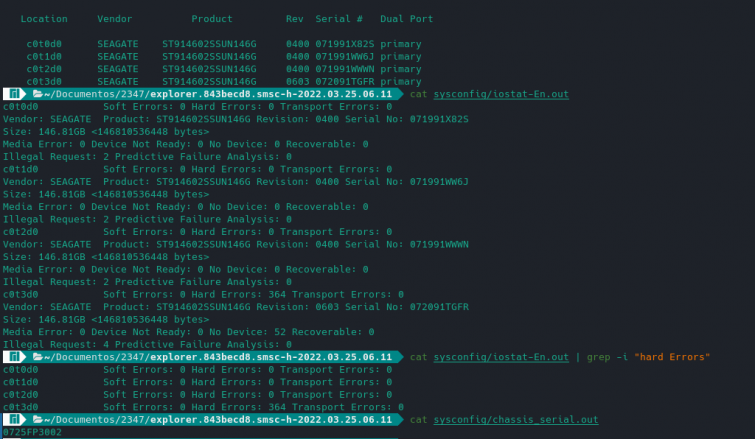 Location Vendor Product Rev Serial # Dual Port
c0t0d0 SEAGATE ST914602SSUN146G 0400 071991X82S primary
c0t1d0 SEAGATE ST914602SSUN146G 0400 071991WW6J primary
c0t2d0 SEAGATE ST914602SSUN146G 0400 071991WWWN primary
c0t3d0 SEAGATE ST914602SSUN146G 0603 072091TGFR primary
~/Documentos/2347/explorer.843becd8.smsc-h-2022.03.25.06.11 cat sysconfig/iostat-En.out
c0t0d0 Soft Errors: 0 Hard Errors: 0 Transport Errors: 0
Vendor: SEAGATE Product: ST914602SSUN146G Revision: 0400 Serial No: 071991X82S
Size: 146.81GB <146810536448 bytes>
Media Error: 0 Device Not Ready: 0 No Device: 0 Recoverable: 0
Illegal Request: 2 Predictive Failure Analysis: 0
c0t1d0 Soft Errors: 0 Hard Errors: 0 Transport Errors: 0
Vendor: SEAGATE Product: ST914602SSUN146G Revision: 0400 Serial No: 071991WW6J
Size: 146.81GB <146810536448 bytes>
Media Error: 0 Device Not Ready: 0 No Device: 0 Recoverable: 0
Illegal Request: 2 Predictive Failure Analysis: 0
c0t2d0 Soft Errors: 0 Hard Errors: 0 Transport Errors: 0
Vendor: SEAGATE Product: ST914602SSUN146G Revision: 0400 Serial No: 071991WWWN
Size: 146.81GB <146810536448 bytes>
Media Error: 0 Device Not Ready: 0 No Device: 0 Recoverable: 0
Illegal Request: 2 Predictive Failure Analysis: 0
c0t3d0 Soft Errors: 0 Hard Errors: 364 Transport Errors: 0
Vendor: SEAGATE Product: ST914602SSUN146G Revision: 0603 Serial No: 072091TGFR
Size: 146.81GB <146810536448 bytes>
Media Error: 0 Device Not Ready: 0 No Device: 52 Recoverable: 0
Illegal Request: 4 Predictive Failure Analysis: 0
~/Documentos/2347/explorer.843becd8.smsc-h-2022.03.25.06.11 cat sysconfig/iostat-En.out | grep -i "hard Errors"
c0t0d0 Soft Errors: 0 Hard Errors: 0 Transport Errors: 0
c0t1d0 Soft Errors: 0 Hard Errors: 0 Transport Errors: 0
c0t2d0 Soft Errors: 0 Hard Errors: 0 Transport Errors: 0
c0t3d0 Soft Errors: 0 Hard Errors: 364 Transport Errors: 0
~/Documentos/2347/explorer.843becd8.smsc-h-2022.03.25.06.11 cat sysconfig/chassis_serial.out
0725FP3002